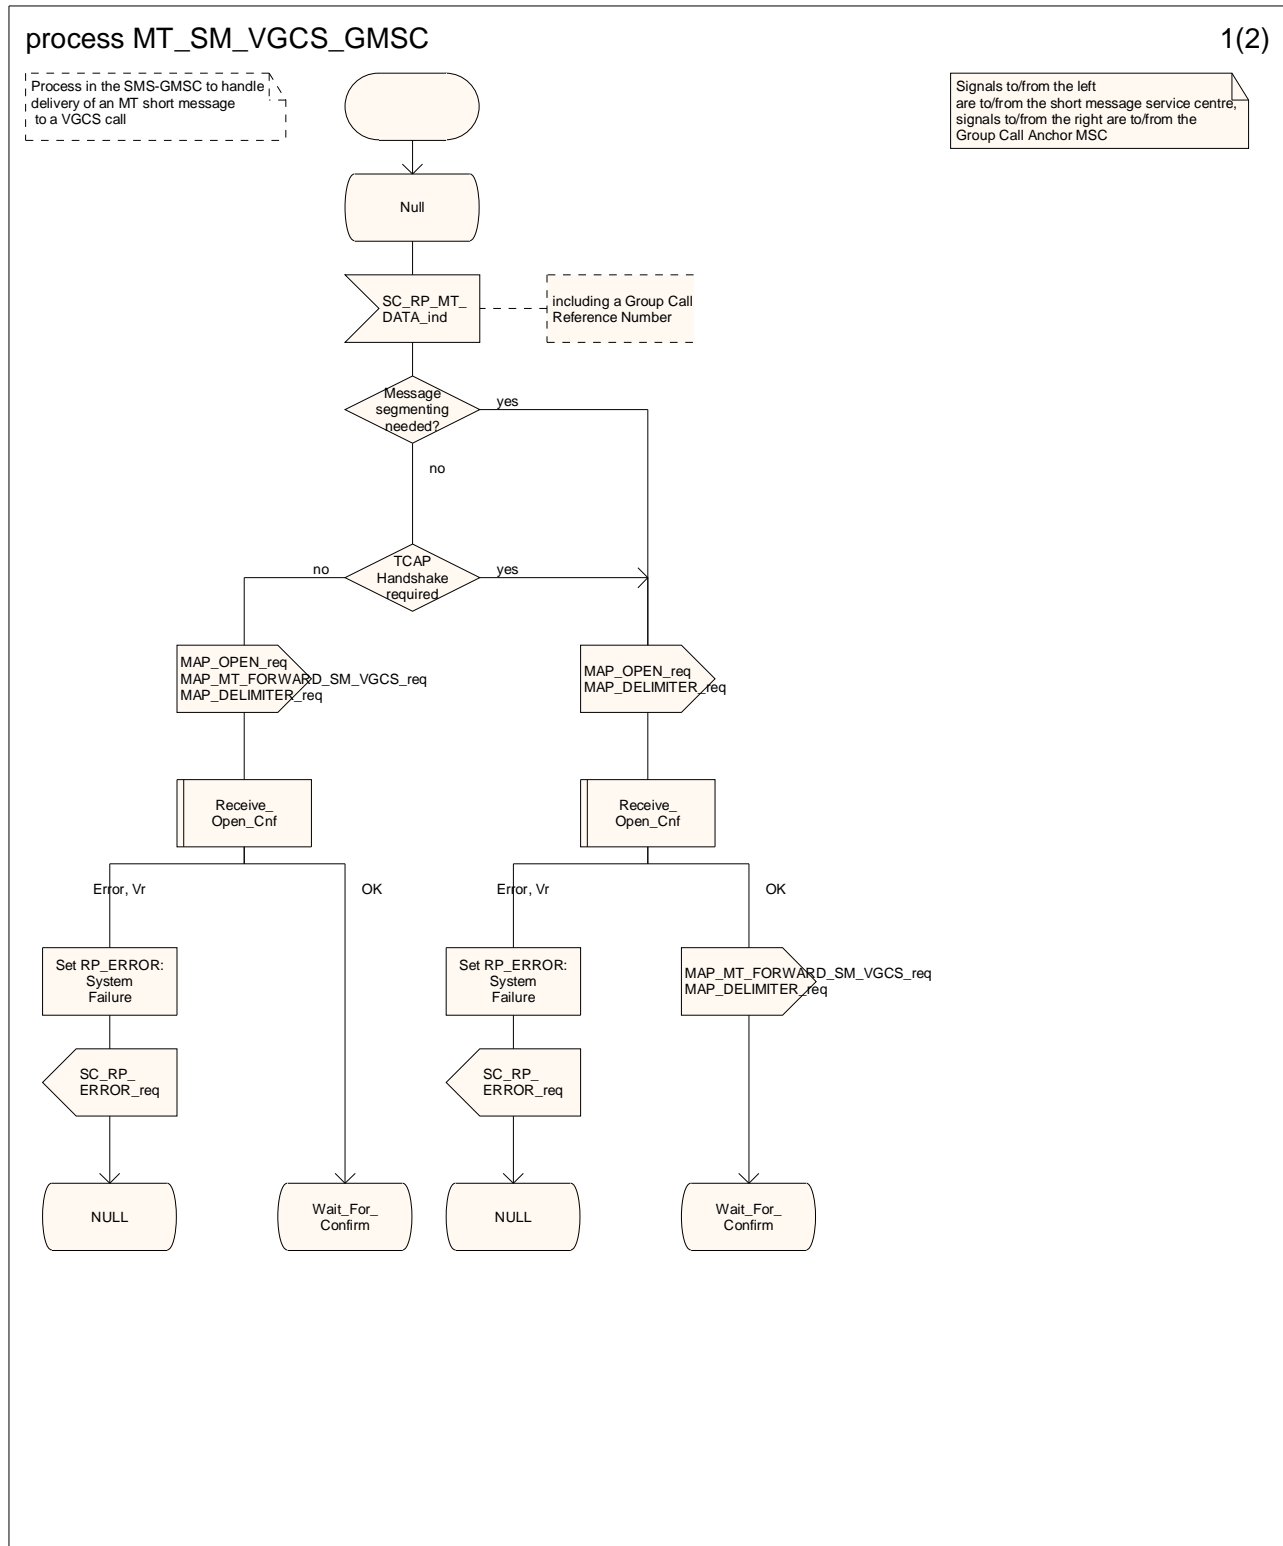 process MT_SM_VGCS_GMSC
1(2)
Process in the SMS-GMSC to handle
delivery of an MT short message
to a VGCS call
Signals to/from the left
are to/from the short message service centre,
signals to/from the right are to/from the
Group Call Anchor MSC
Null
SC_RP_MT_
DATA_ind
including a Group Call
Reference Number
Message
segmenting
needed?
yes
no
TCAP
Handshake
required
no
yes
MAP_OPEN_req
MAP_MT_FORWARD_SM_VGCS_req
MAP_DELIMITER_req
MAP_OPEN_req
MAP_DELIMITER_req
Receive_
Open_Cnf
Receive_
Open_Cnf
Error, Vr
OK
Error, Vr
OK
Set RP_ERROR:
System
Failure
Set RP_ERROR:
System
Failure
MAP_MT_FORWARD_SM_VGCS_req
MAP_DELIMITER_req
SC_RP_
ERROR_req
SC_RP_
ERROR_req
NULL
Wait_For_
Confirm
NULL
Wait_For_
Confirm